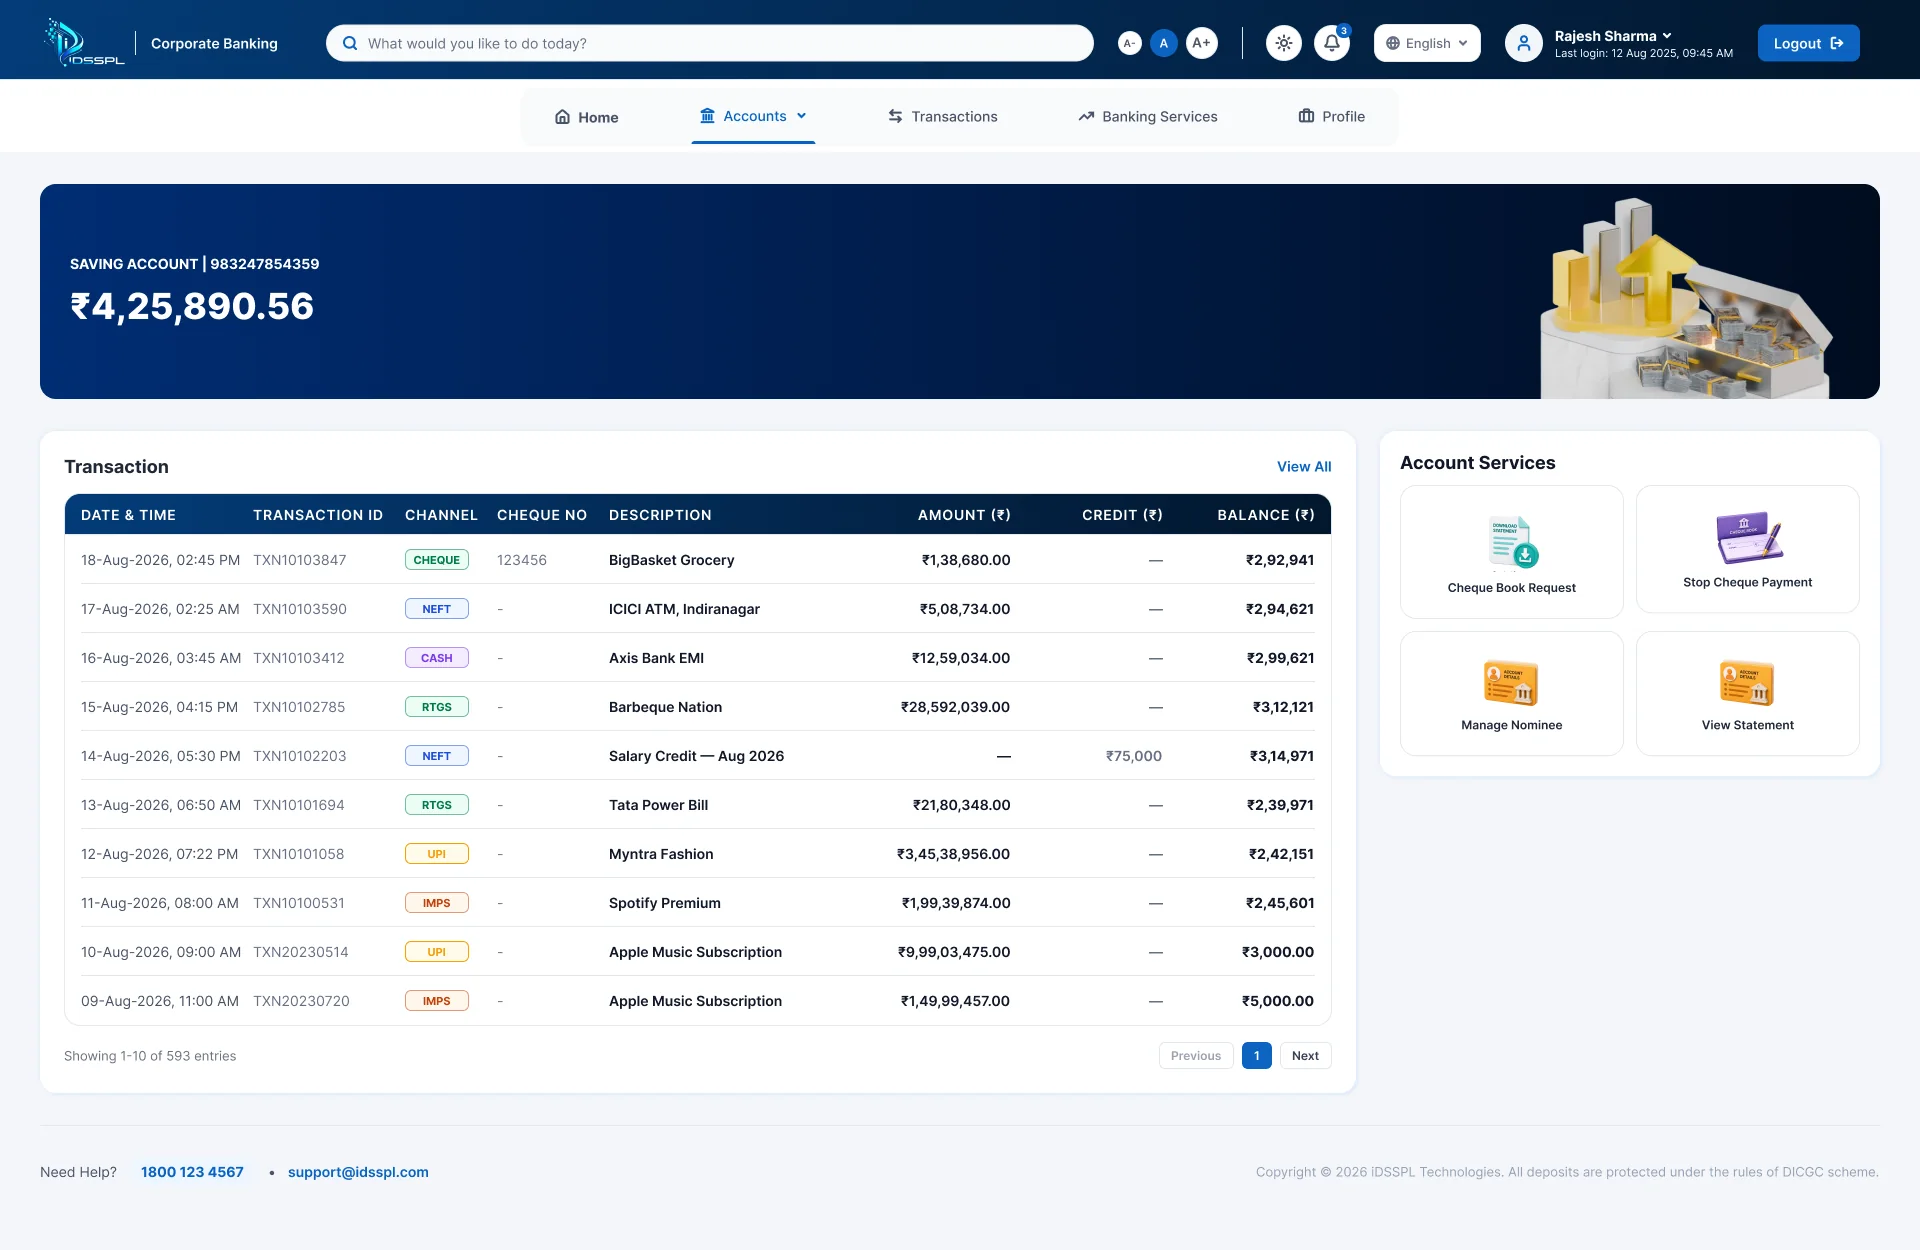 iDSSPL
Corporate Banking
What would you like to do today?
A-
A
A+
3
English
Rajesh Sharma
Last login: 12 Aug 2025, 09:45 AM
Logout
Home
Accounts
Transactions
Banking Services
Profile
SAVING ACCOUNT | 983247854359
₹4,25,890.56
Transaction
View All
DATE & TIME TRANSACTION ID CHANNEL CHEQUE NO DESCRIPTION AMOUNT (₹) CREDIT (₹) BALANCE (₹)
18-Aug-2026, 02:45 PM TXN10103847 CHEQUE 123456 BigBasket Grocery ₹1,38,680.00 — ₹2,92,941
17-Aug-2026, 02:25 AM TXN10103590 NEFT - ICICI ATM, Indiranagar ₹5,08,734.00 — ₹2,94,621
16-Aug-2026, 03:45 AM TXN10103412 CASH - Axis Bank EMI ₹12,59,034.00 — ₹2,99,621
15-Aug-2026, 04:15 PM TXN10102785 RTGS - Barbeque Nation ₹28,592,039.00 — ₹3,12,121
14-Aug-2026, 05:30 PM TXN10102203 NEFT - Salary Credit — Aug 2026 — ₹75,000 ₹3,14,971
13-Aug-2026, 06:50 AM TXN10101694 RTGS - Tata Power Bill ₹21,80,348.00 — ₹2,39,971
12-Aug-2026, 07:22 PM TXN10101058 UPI - Myntra Fashion ₹3,45,38,956.00 — ₹2,42,151
11-Aug-2026, 08:00 AM TXN10100531 IMPS - Spotify Premium ₹1,99,39,874.00 — ₹2,45,601
10-Aug-2026, 09:00 AM TXN20230514 UPI - Apple Music Subscription ₹9,99,03,475.00 — ₹3,000.00
09-Aug-2026, 11:00 AM TXN20230720 IMPS - Apple Music Subscription ₹1,49,99,457.00 — ₹5,000.00
Showing 1-10 of 593 entries
Previous
1
Next
Account Services
DOWNLOAD
STATEMENT
Cheque Book Request
CHEQUE BOOK
Stop Cheque Payment
ACCOUNT
DETAILS
Manage Nominee
ACCOUNT
DETAILS
View Statement
Need Help? 1800 123 4567 • support@idsspl.com
Copyright © 2026 iDSSPL Technologies. All deposits are protected under the rules of DICGC scheme.